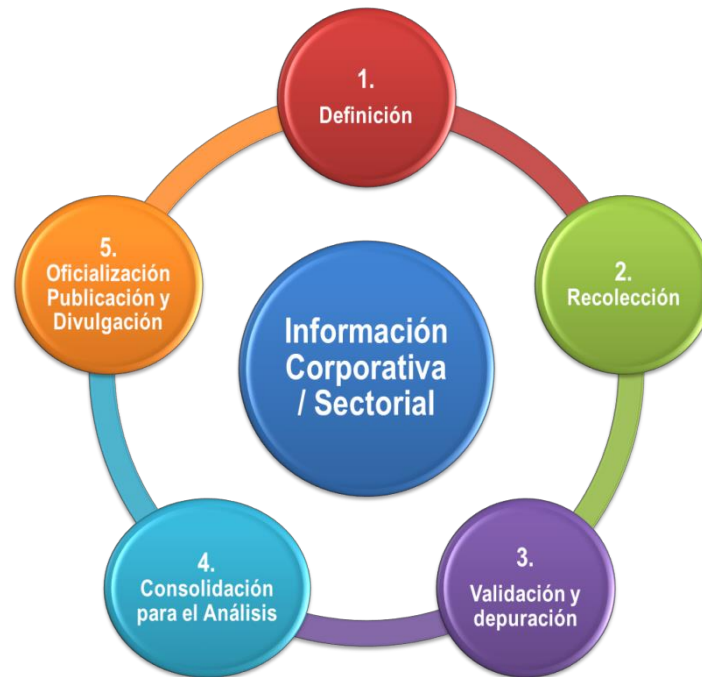 1.
Definición
2.
Recolección
3.
Validación y
depuración
4.
Consolidación
para el Análisis
5.
Oficialización
Publicación y
Divulgación
Información
Corporativa
/ Sectorial